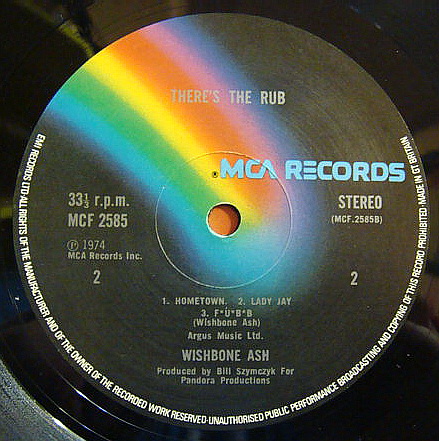 THERE'S THE RUB
®MCA RECORDS
33⅓ r.p.m.
MCF 2585
STEREO
(MCF.2585B)
Ⓟ 1974
MCA Records Inc.
2
2
1. HOMETOWN. 2. LADY JAY
3. F*U*B*B
(Wishbone Ash)
Argus Music Ltd.
WISHBONE ASH
Produced by Bill Szymczyk For
Pandora Productions
EMI RECORDS LTD·ALL RIGHTS OF THE MANUFACTURER AND OF THE OWNER OF THE RECORDED WORK RESERVED·UNAUTHORISED PUBLIC PERFORMANCE BROADCASTING AND COPYING OF THIS RECORD PROHIBITED·MADE IN GT BRITAIN